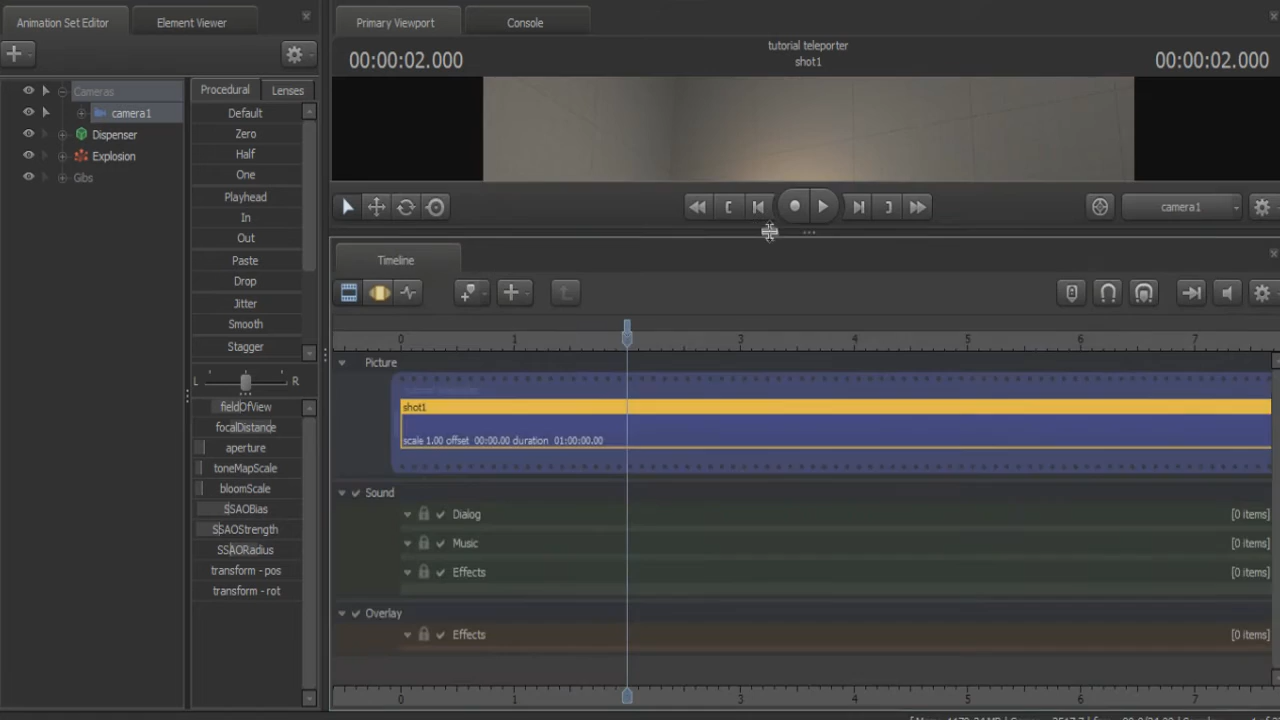 Animation Set Editor
Element Viewer
Primary Viewport
Console
00:00:02.000
tutorial teleporter
shot1
00:00:02.000
Cameras
camera1
Dispenser
Explosion
Gibs
Procedural
Lenses
Default
Zero
Half
One
Playhead
In
Out
Paste
Drop
Jitter
Smooth
Stagger
L
R
fieldOfView
focalDistance
aperture
toneMapScale
bloomScale
SSAOBias
SSAOStrength
SSAORadius
transform - pos
transform - rot
camera1
Timeline
0 1 3 4 5 6 7
Picture
shot1
scale 1.00 offset 00:00.00 duration 01:00:00.00
Sound
Dialog [0 items]
Music [0 items]
Effects [0 items]
Overlay
Effects [0 items]
0 1 3 4 5 6 7